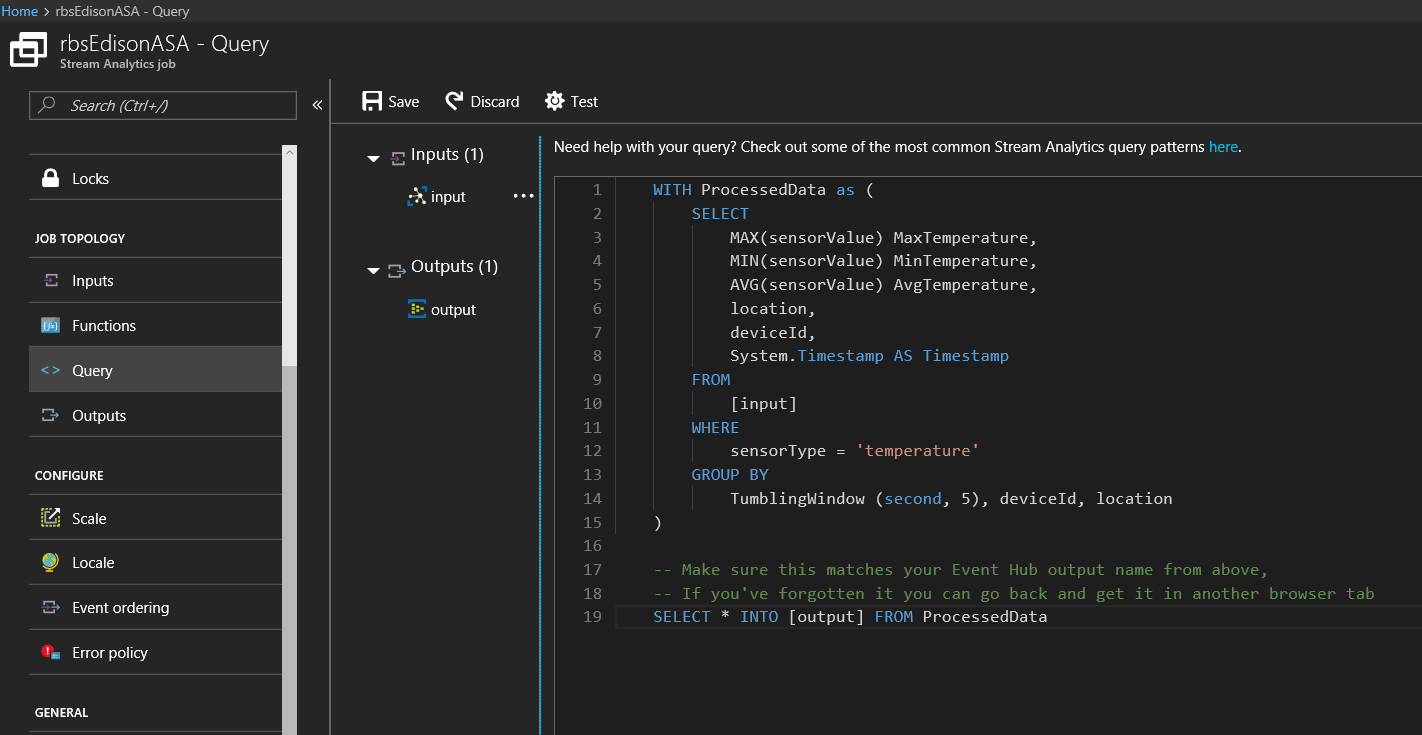 Home > rbsEdisonASA - Query
rbsEdisonASA - Query
Stream Analytics job
Search (Ctrl+/)
«
Locks
JOB TOPOLOGY
Inputs
Functions
<> Query
Outputs
CONFIGURE
Scale
Locale
Event ordering
Error policy
GENERAL
Save Discard Test
Inputs (1)
input ...
Outputs (1)
output
Need help with your query? Check out some of the most common Stream Analytics query patterns here.
1 WITH ProcessedData as (
2 SELECT
3 MAX(sensorValue) MaxTemperature,
4 MIN(sensorValue) MinTemperature,
5 AVG(sensorValue) AvgTemperature,
6 location,
7 deviceId,
8 System.Timestamp AS Timestamp
9 FROM
10 [input]
11 WHERE
12 sensorType = 'temperature'
13 GROUP BY
14 TumblingWindow (second, 5), deviceId, location
15 )
16
17 -- Make sure this matches your Event Hub output name from above,
18 -- If you've forgotten it you can go back and get it in another browser tab
19 SELECT * INTO [output] FROM ProcessedData